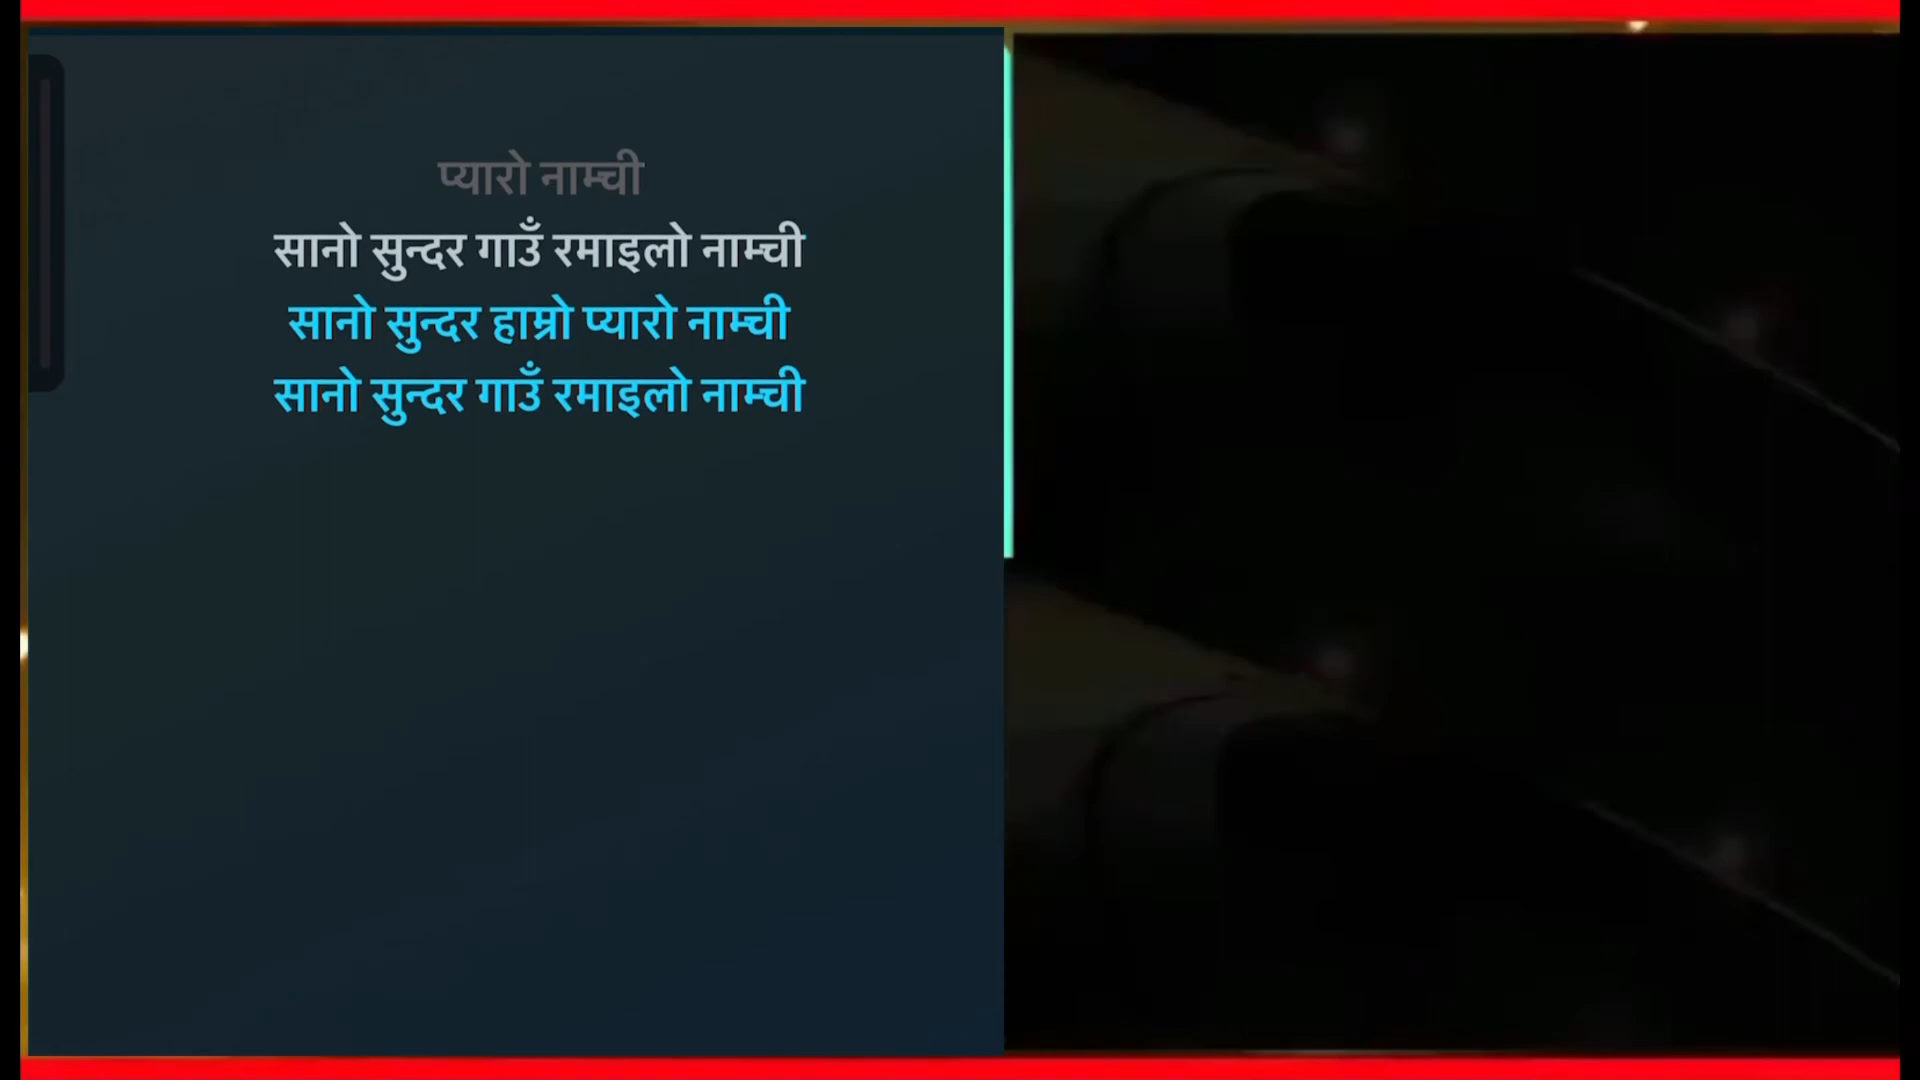 प्यारो नाम्ची
सानो सुन्दर गाउँ रमाइलो नाम्ची
सानो सुन्दर हाम्रो प्यारो नाम्ची
सानो सुन्दर गाउँ रमाइलो नाम्ची